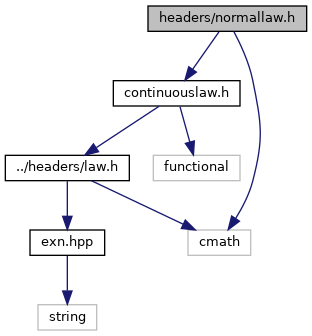 headers/normallaw.h
continuouslaw.h
../headers/law.h
functional
exn.hpp
cmath
string